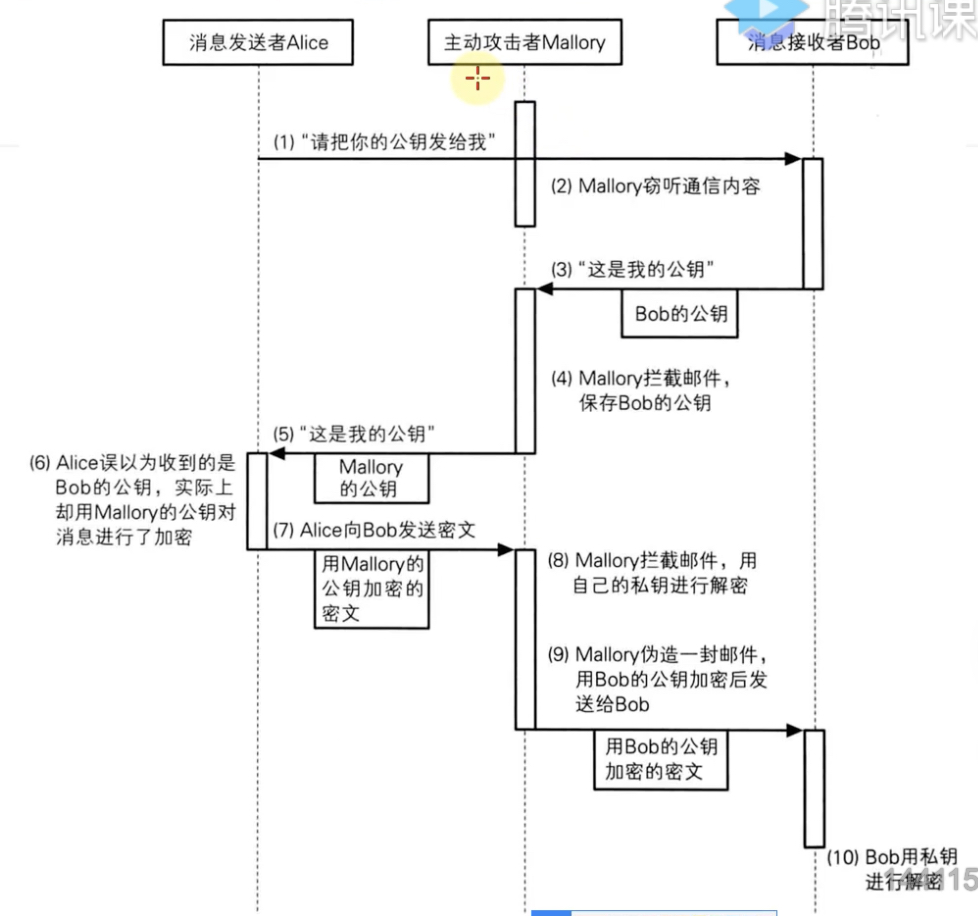 腾讯课
消息发送者Alice
主动攻击者Mallory
消息接收者Bob
(1) “请把你的公钥发给我”
(2) Mallory窃听通信内容
(3) “这是我的公钥”
Bob的公钥
(4) Mallory拦截邮件，
保存Bob的公钥
(5) “这是我的公钥”
Mallory
的公钥
(6) Alice误以为收到的是
Bob的公钥，实际上
却用Mallory的公钥对
消息进行了加密
(7) Alice向Bob发送密文
用Mallory的
公钥加密的
密文
(8) Mallory拦截邮件，用
自己的私钥进行解密
(9) Mallory伪造一封邮件，
用Bob的公钥加密后发
送给Bob
用Bob的公钥
加密的密文
(10) Bob用私钥
进行解密
144115